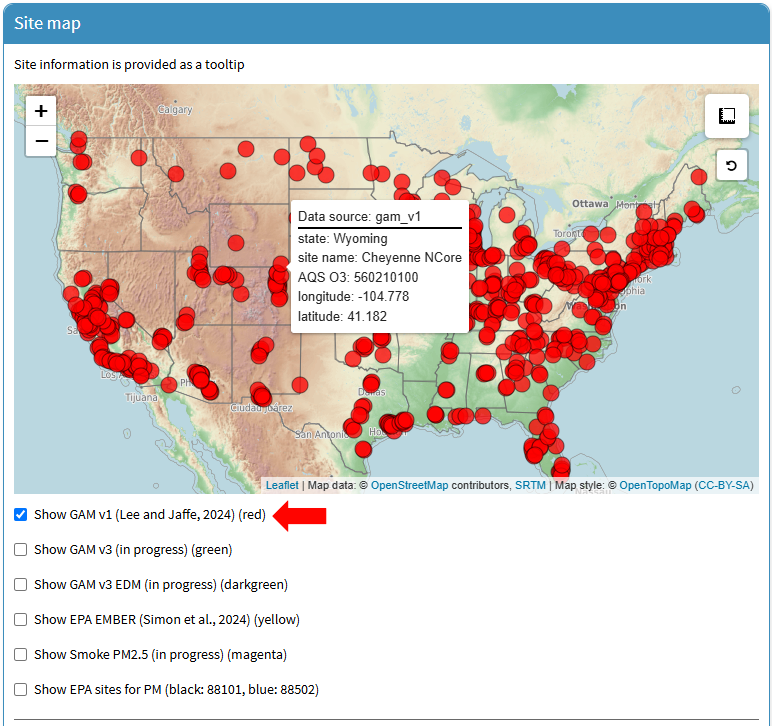 Site map
Site information is provided as a tooltip
+
−
Calgary
Ottawa
Montreal
Toronto
Data source: gam_v1
state: Wyoming
site name: Cheyenne NCore
AQS O3: 560210100
longitude: -104.778
latitude: 41.182
Tijuana
Ciudad Juárez
Dallas
San Antonio
Leaflet | Map data: © OpenStreetMap contributors, SRTM | Map style: © OpenTopoMap (CC-BY-SA)
Show GAM v1 (Lee and Jaffe, 2024) (red)
Show GAM v3 (in progress) (green)
Show GAM v3 EDM (in progress) (darkgreen)
Show EPA EMBER (Simon et al., 2024) (yellow)
Show Smoke PM2.5 (in progress) (magenta)
Show EPA sites for PM (black: 88101, blue: 88502)